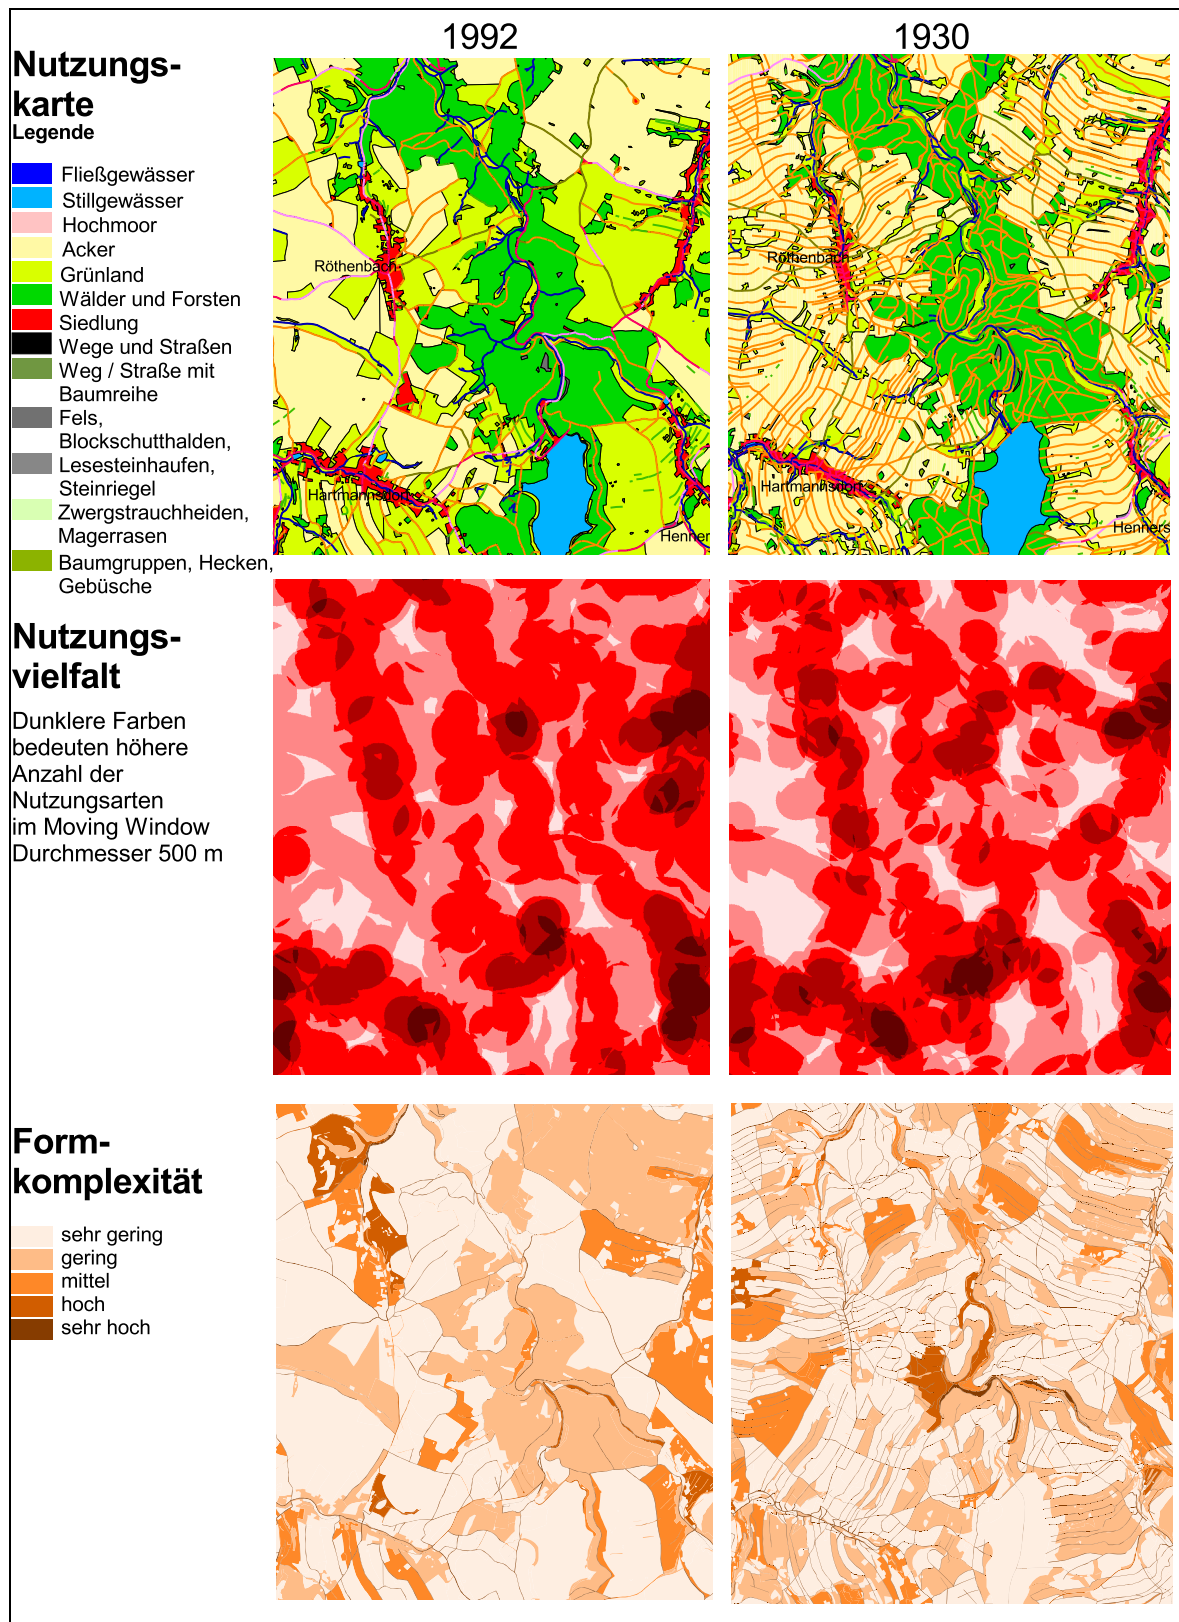 1992
1930
Nutzungs-
karte
Legende
Fließgewässer
Stillgewässer
Hochmoor
Acker
Grünland
Wälder und Forsten
Siedlung
Wege und Straßen
Weg / Straße mit
Baumreihe
Fels,
Blockschutthalden,
Lesesteinhaufen,
Steinriegel
Zwergstrauchheiden,
Magerrasen
Baumgruppen, Hecken,
Gebüsche
Röthenbach
Hartmannsdorf
Henner
Röthenbach
Hartmannsdorf
Henners
Nutzungs-
vielfalt
Dunklere Farben
bedeuten höhere
Anzahl der
Nutzungsarten
im Moving Window
Durchmesser 500 m
Form-
komplexität
sehr gering
gering
mittel
hoch
sehr hoch